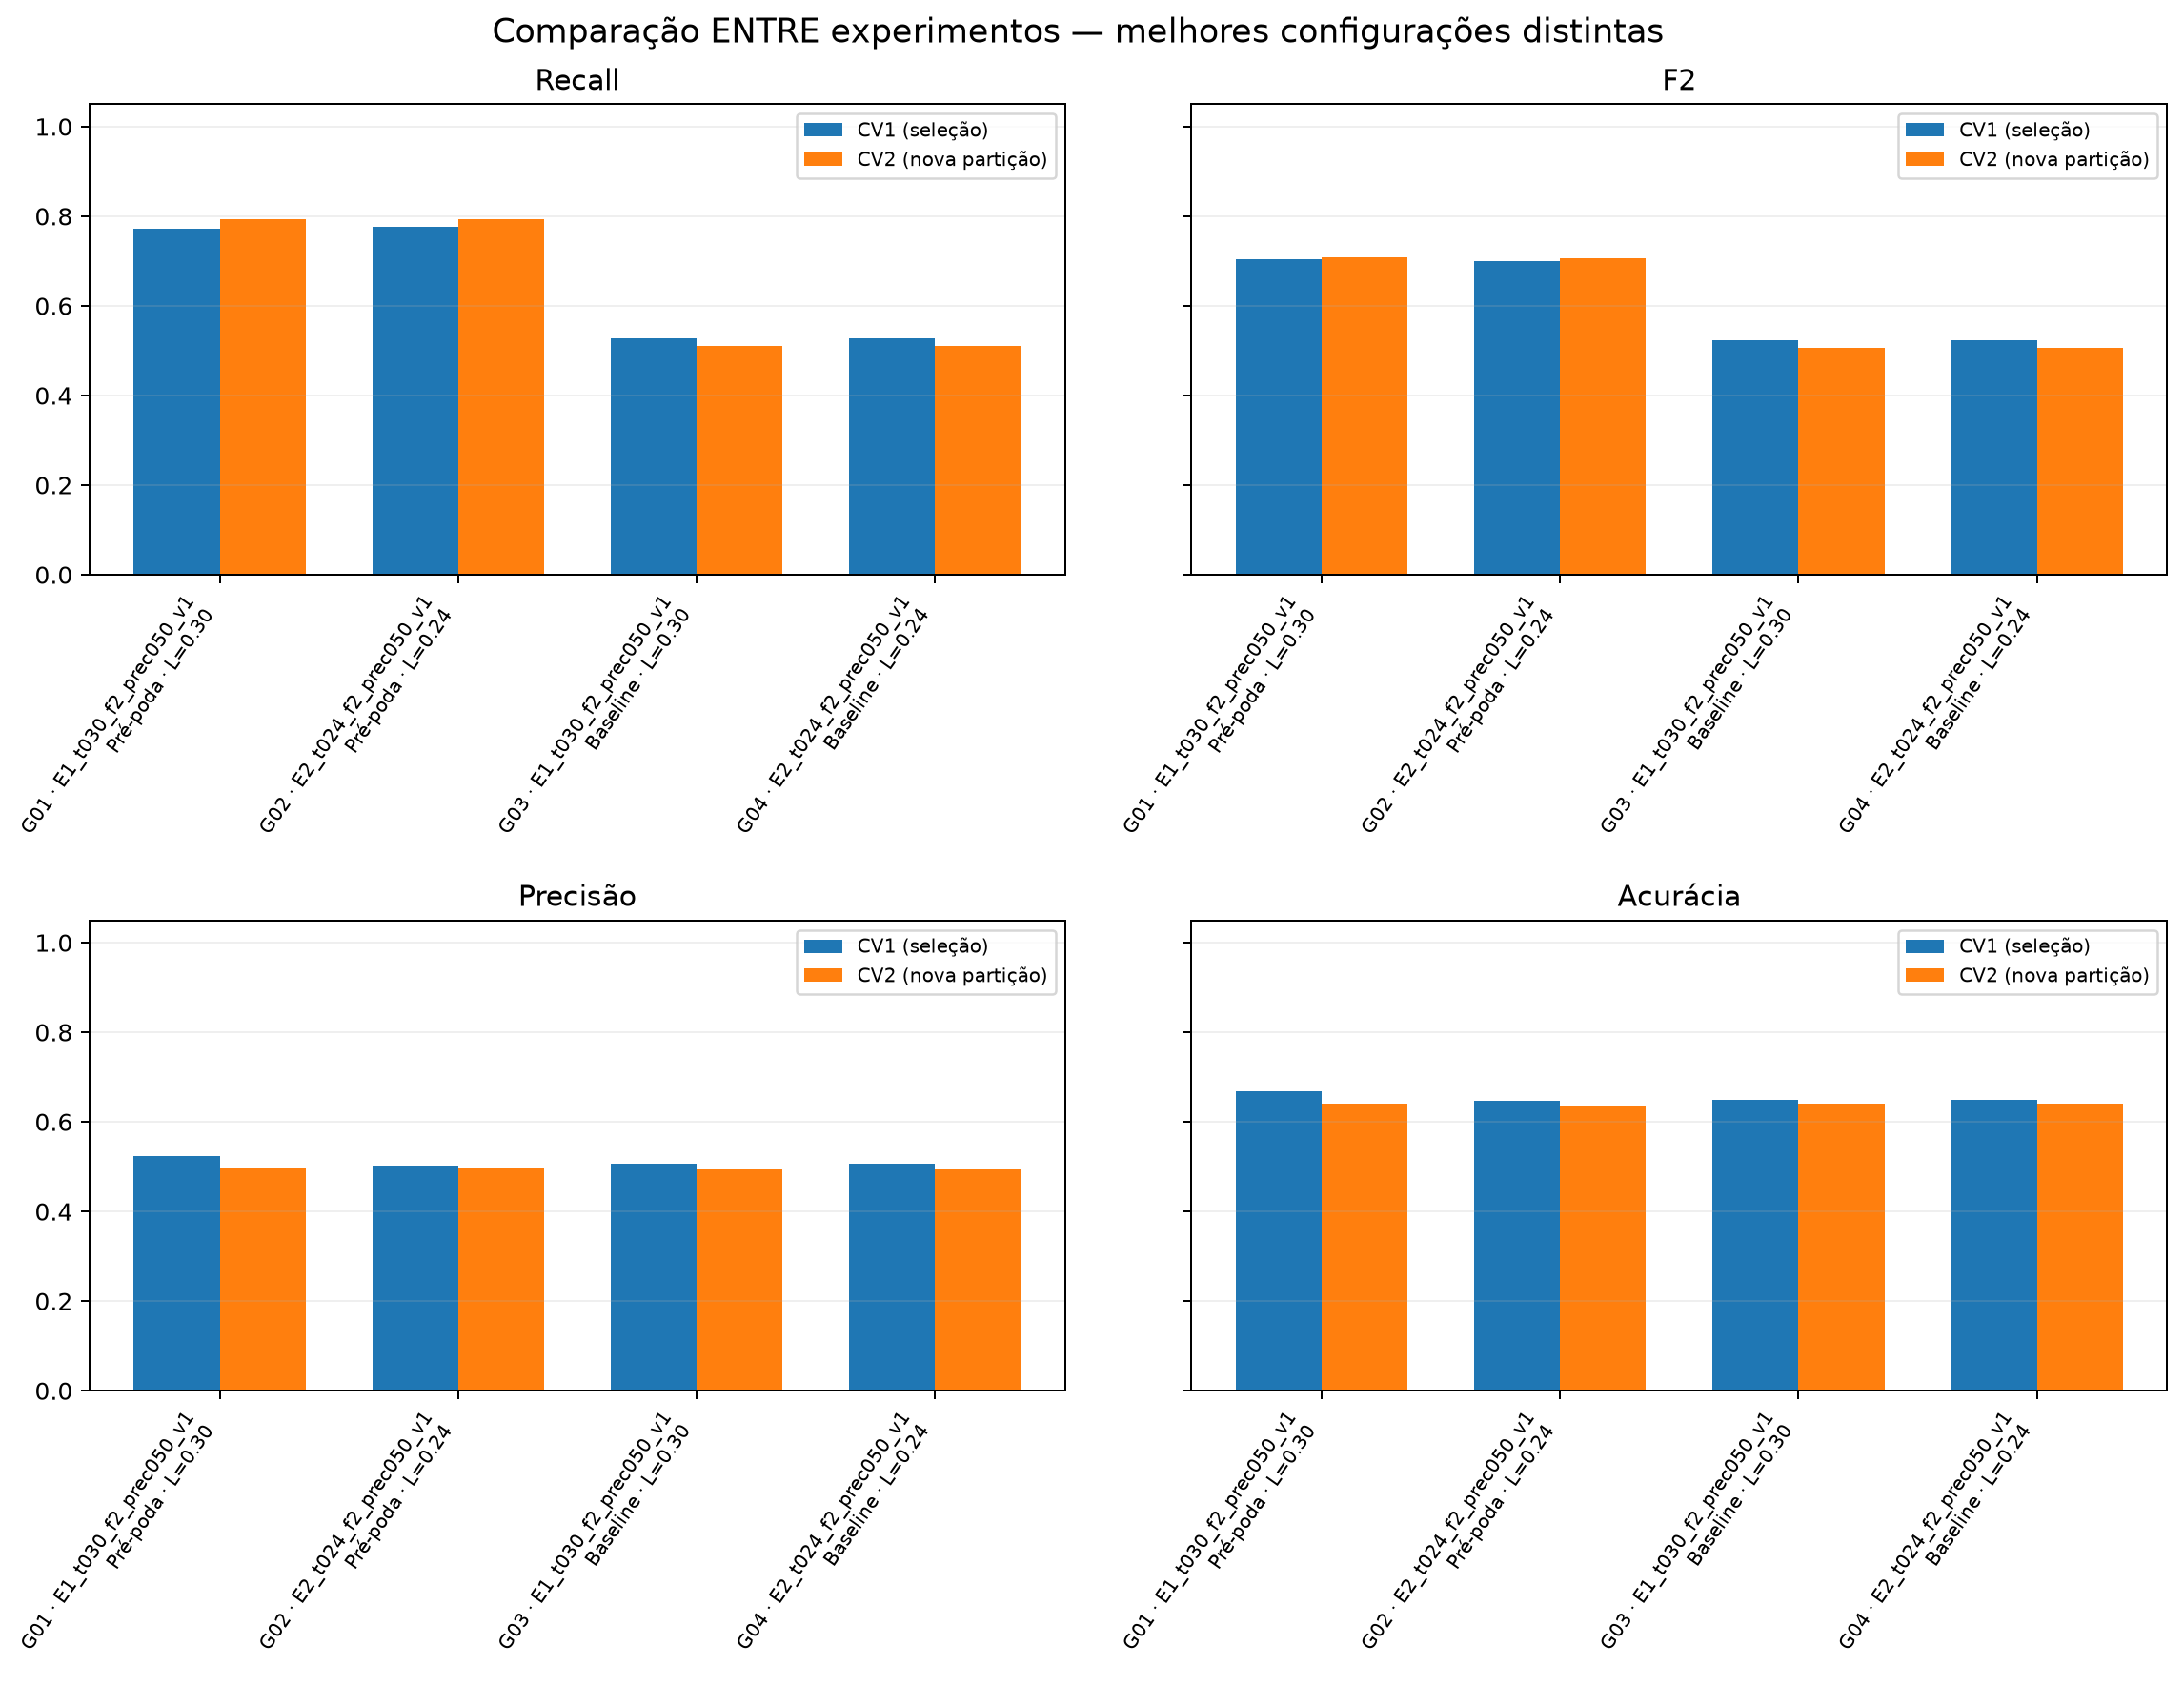 Comparação ENTRE experimentos — melhores configurações distintas
Recall
1.0
0.8
0.6
0.4
0.2
0.0
CV1 (seleção)
CV2 (nova partição)
G01 · E1_t030_f2_prec050_v1
Pré-poda · L=0.30
G02 · E2_t024_f2_prec050_v1
Pré-poda · L=0.24
G03 · E1_t030_f2_prec050_v1
Baseline · L=0.30
G04 · E2_t024_f2_prec050_v1
Baseline · L=0.24
F2
CV1 (seleção)
CV2 (nova partição)
G01 · E1_t030_f2_prec050_v1
Pré-poda · L=0.30
G02 · E2_t024_f2_prec050_v1
Pré-poda · L=0.24
G03 · E1_t030_f2_prec050_v1
Baseline · L=0.30
G04 · E2_t024_f2_prec050_v1
Baseline · L=0.24
Precisão
1.0
0.8
0.6
0.4
0.2
0.0
CV1 (seleção)
CV2 (nova partição)
G01 · E1_t030_f2_prec050_v1
Pré-poda · L=0.30
G02 · E2_t024_f2_prec050_v1
Pré-poda · L=0.24
G03 · E1_t030_f2_prec050_v1
Baseline · L=0.30
G04 · E2_t024_f2_prec050_v1
Baseline · L=0.24
Acurácia
CV1 (seleção)
CV2 (nova partição)
G01 · E1_t030_f2_prec050_v1
Pré-poda · L=0.30
G02 · E2_t024_f2_prec050_v1
Pré-poda · L=0.24
G03 · E1_t030_f2_prec050_v1
Baseline · L=0.30
G04 · E2_t024_f2_prec050_v1
Baseline · L=0.24